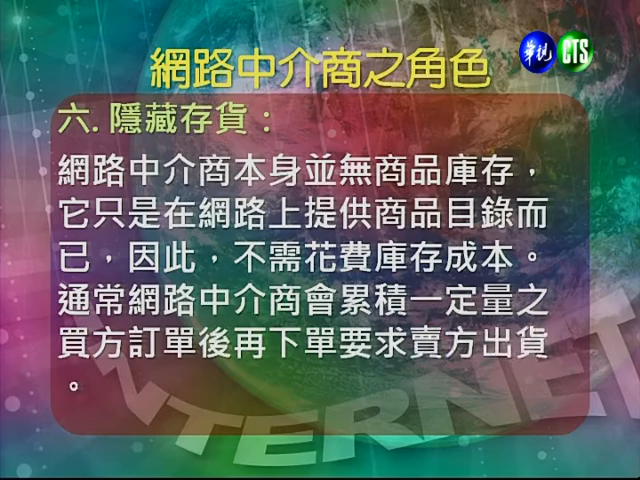 網路中介商之角色
華視 CTS
六. 隱藏存貨：
網路中介商本身並無商品庫存，
它只是在網路上提供商品目錄而
已，因此，不需花費庫存成本。
通常網路中介商會累積一定量之
買方訂單後再下單要求賣方出貨
。
INTERNET